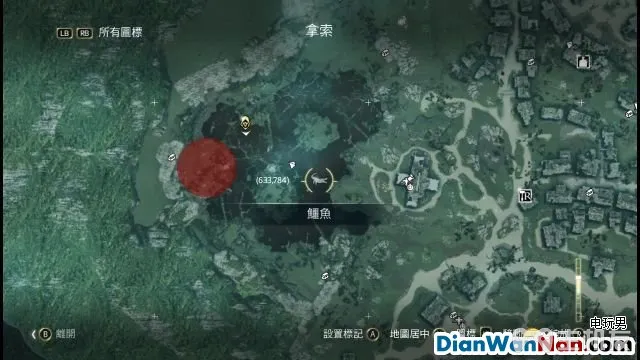 LB RB 所有圖標
拿索
(633,784)
鱷魚
B 離開
設置標記 A 地圖居中
电玩男
DianWanNan.com